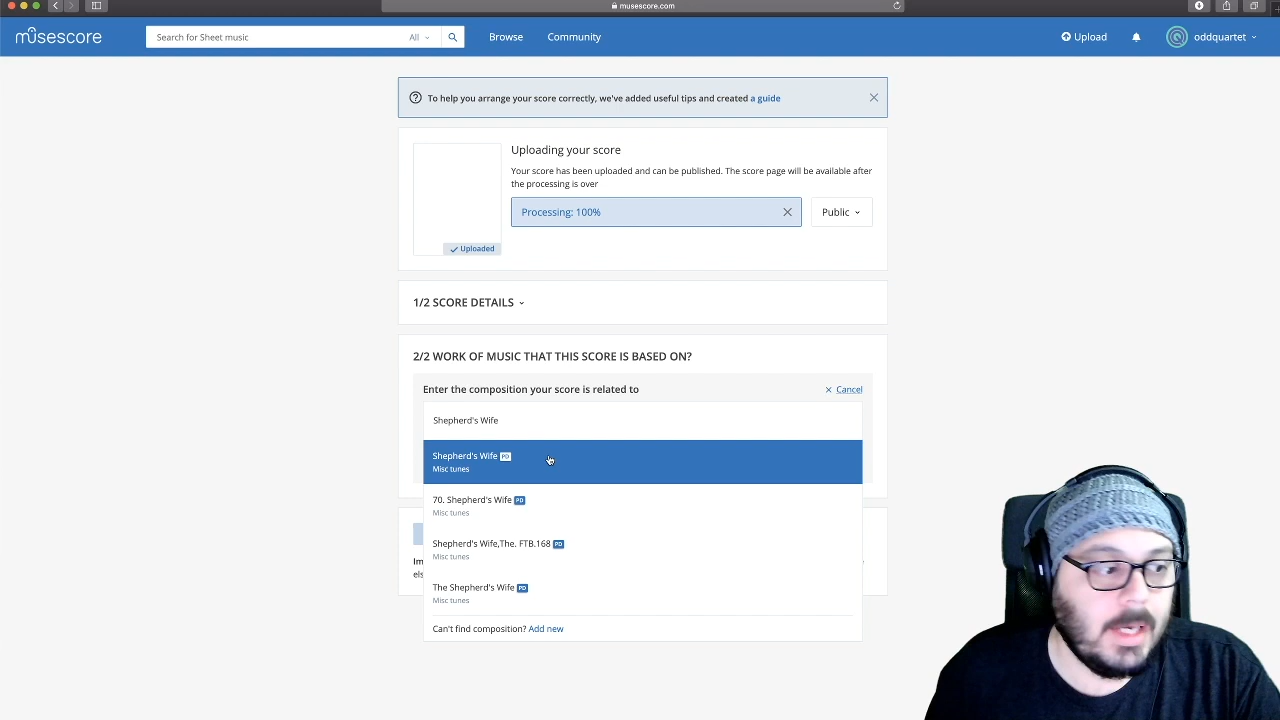 musescore.com
musescore
Search for Sheet music
All
Browse
Community
Upload
oddquartet
To help you arrange your score correctly, we've added useful tips and created a guide
Uploading your score
Your score has been uploaded and can be published. The score page will be available after
the processing is over
Processing: 100%
Public
Uploaded
1/2 SCORE DETAILS
2/2 WORK OF MUSIC THAT THIS SCORE IS BASED ON?
Enter the composition your score is related to
Cancel
Shepherd's Wife
Shepherd's Wife PD
Misc tunes
70. Shepherd's Wife PD
Misc tunes
Shepherd's Wife,The. FTB.168 PD
Misc tunes
The Shepherd's Wife PD
Misc tunes
Can't find composition? Add new